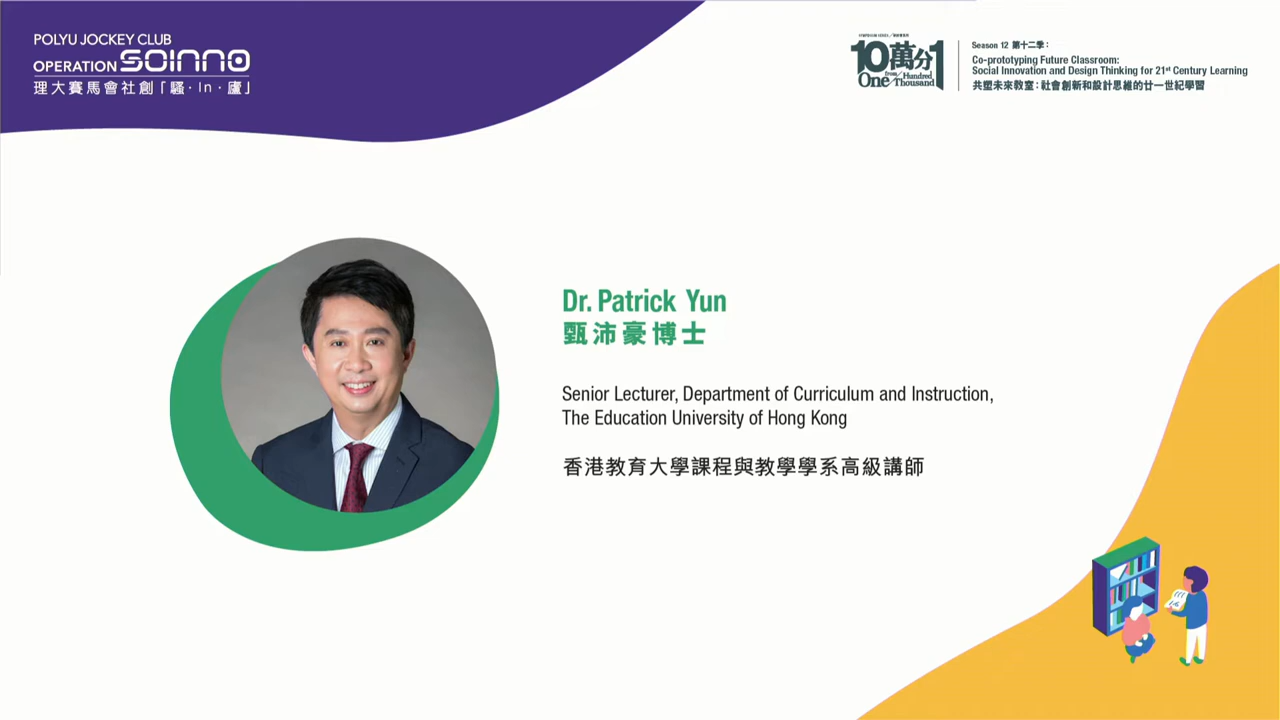 POLYU JOCKEY CLUB
OPERATION SOINNO
理大賽馬會社創「騷·In·廬」
10萬分1
One from Hundred Thousand
Season 12 第十二季：
Co-prototyping Future Classroom:
Social Innovation and Design Thinking for 21st Century Learning
共塑未來教室：社會創新和設計思維的廿一世紀學習
Dr. Patrick Yun
甄沛豪博士
Senior Lecturer, Department of Curriculum and Instruction,
The Education University of Hong Kong
香港教育大學課程與教學學系高級講師